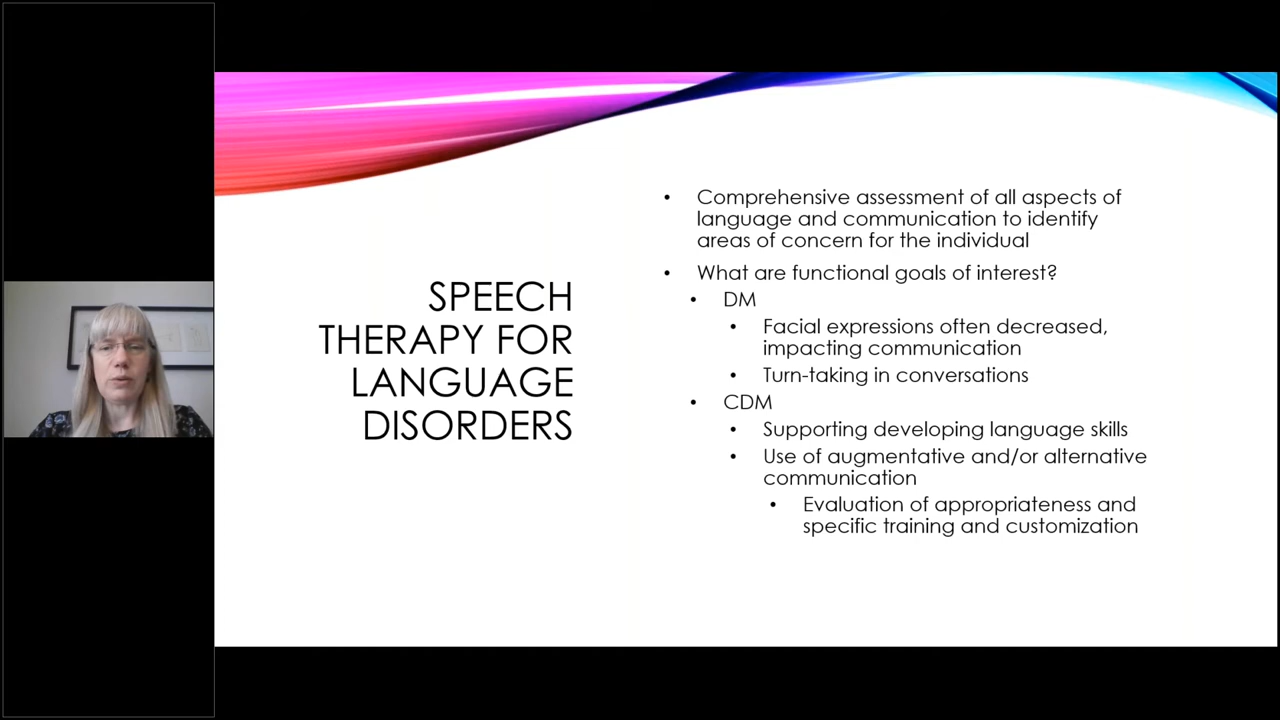 SPEECH
THERAPY FOR
LANGUAGE
DISORDERS
• Comprehensive assessment of all aspects of
language and communication to identify
areas of concern for the individual
• What are functional goals of interest?
• DM
• Facial expressions often decreased,
impacting communication
• Turn-taking in conversations
• CDM
• Supporting developing language skills
• Use of augmentative and/or alternative
communication
• Evaluation of appropriateness and
specific training and customization